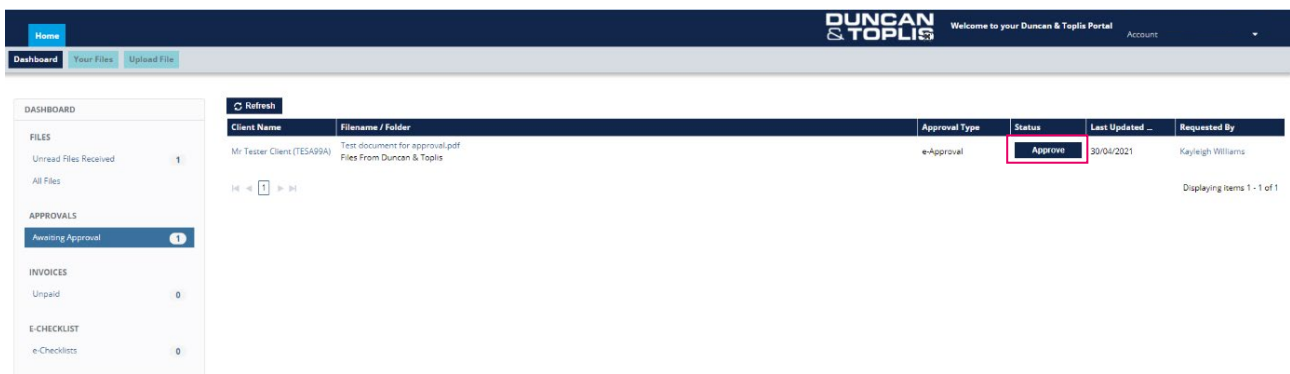 DUNCAN
& TOPLIS
Welcome to your Duncan & Toplis Portal
Account
Home
Dashboard Your Files Upload File
DASHBOARD
FILES
Unread Files Received 1
All Files
APPROVALS
Awaiting Approval 1
INVOICES
Unpaid 0
E-CHECKLIST
e-Checklists 0
Refresh
Client Name Filename / Folder Approval Type Status Last Updated ... Requested By
Mr Tester Client (TESA99A) Test document for approval.pdf e-Approval Approve 30/04/2021 Kayleigh Williams
Files From Duncan & Toplis
1
Displaying items 1 - 1 of 1